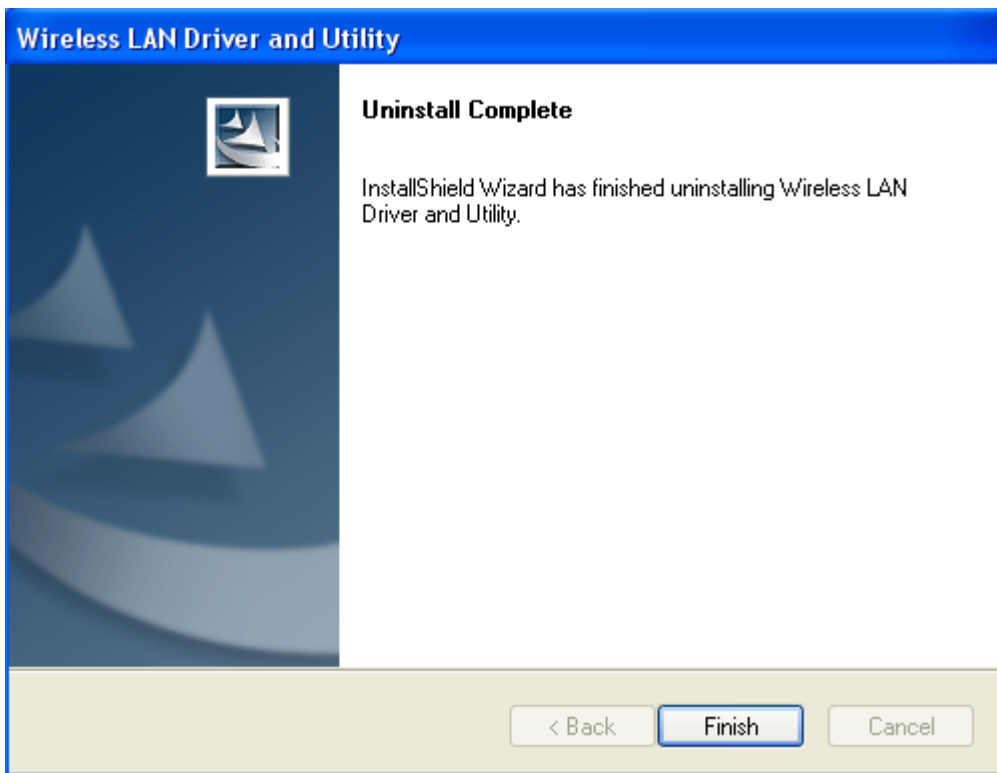 Wireless LAN Driver and Utility
Uninstall Complete
InstallShield Wizard has finished uninstalling Wireless LAN
Driver and Utility.
< Back
Finish
Cancel